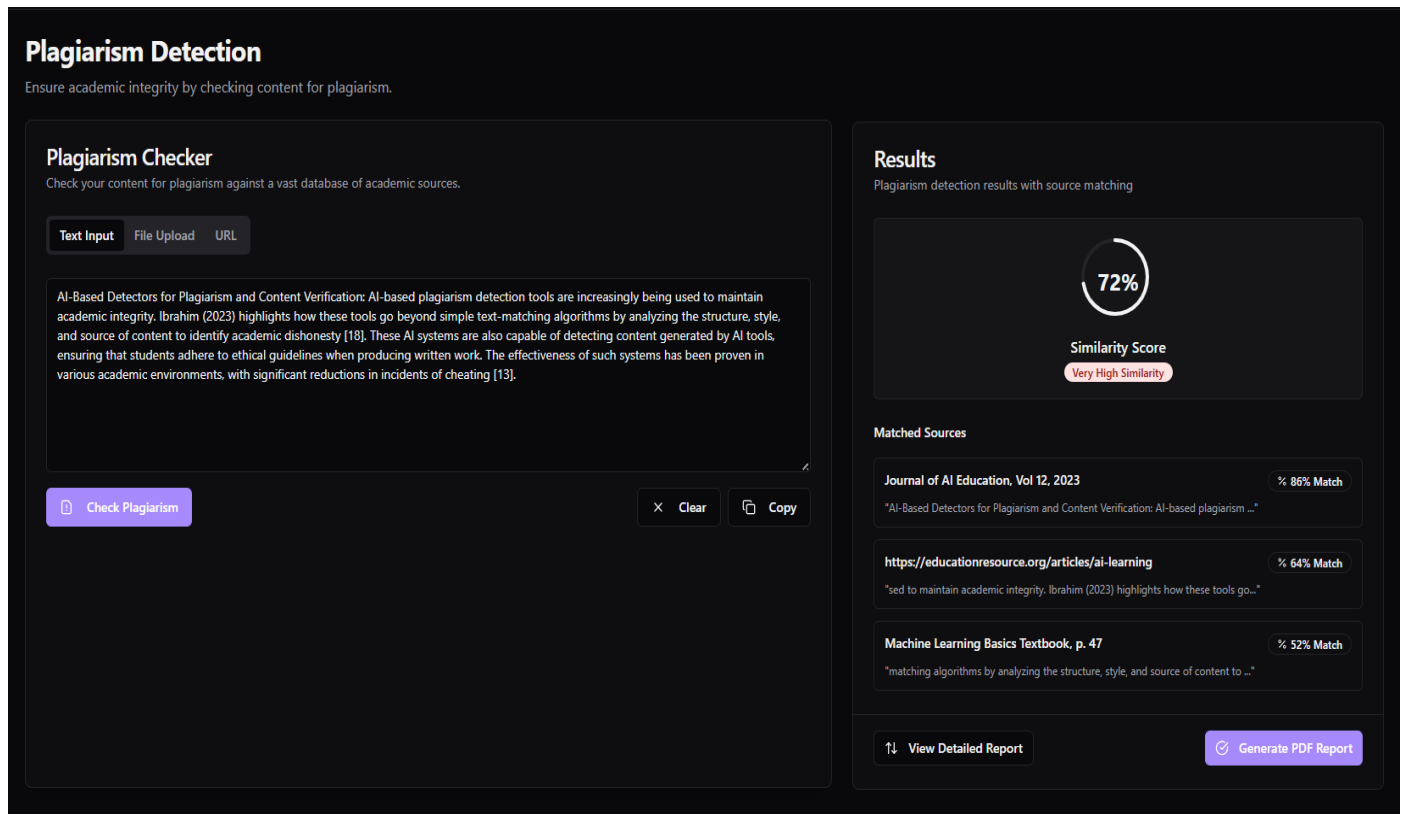 Plagiarism Detection
Ensure academic integrity by checking content for plagiarism.
Plagiarism Checker
Check your content for plagiarism against a vast database of academic sources.
Text Input File Upload URL
AI-Based Detectors for Plagiarism and Content Verification: AI-based plagiarism detection tools are increasingly being used to maintain
academic integrity. Ibrahim (2023) highlights how these tools go beyond simple text-matching algorithms by analyzing the structure, style,
and source of content to identify academic dishonesty [18]. These AI systems are also capable of detecting content generated by AI tools,
ensuring that students adhere to ethical guidelines when producing written work. The effectiveness of such systems has been proven in
various academic environments, with significant reductions in incidents of cheating [13].
Check Plagiarism Clear Copy
Results
Plagiarism detection results with source matching
72%
Similarity Score
Very High Similarity
Matched Sources
Journal of AI Education, Vol 12, 2023 % 86% Match
"AI-Based Detectors for Plagiarism and Content Verification: AI-based plagiarism ..."
https://educationresource.org/articles/ai-learning % 64% Match
"sed to maintain academic integrity. Ibrahim (2023) highlights how these tools go..."
Machine Learning Basics Textbook, p. 47 % 52% Match
"matching algorithms by analyzing the structure, style, and source of content to ..."
View Detailed Report Generate PDF Report